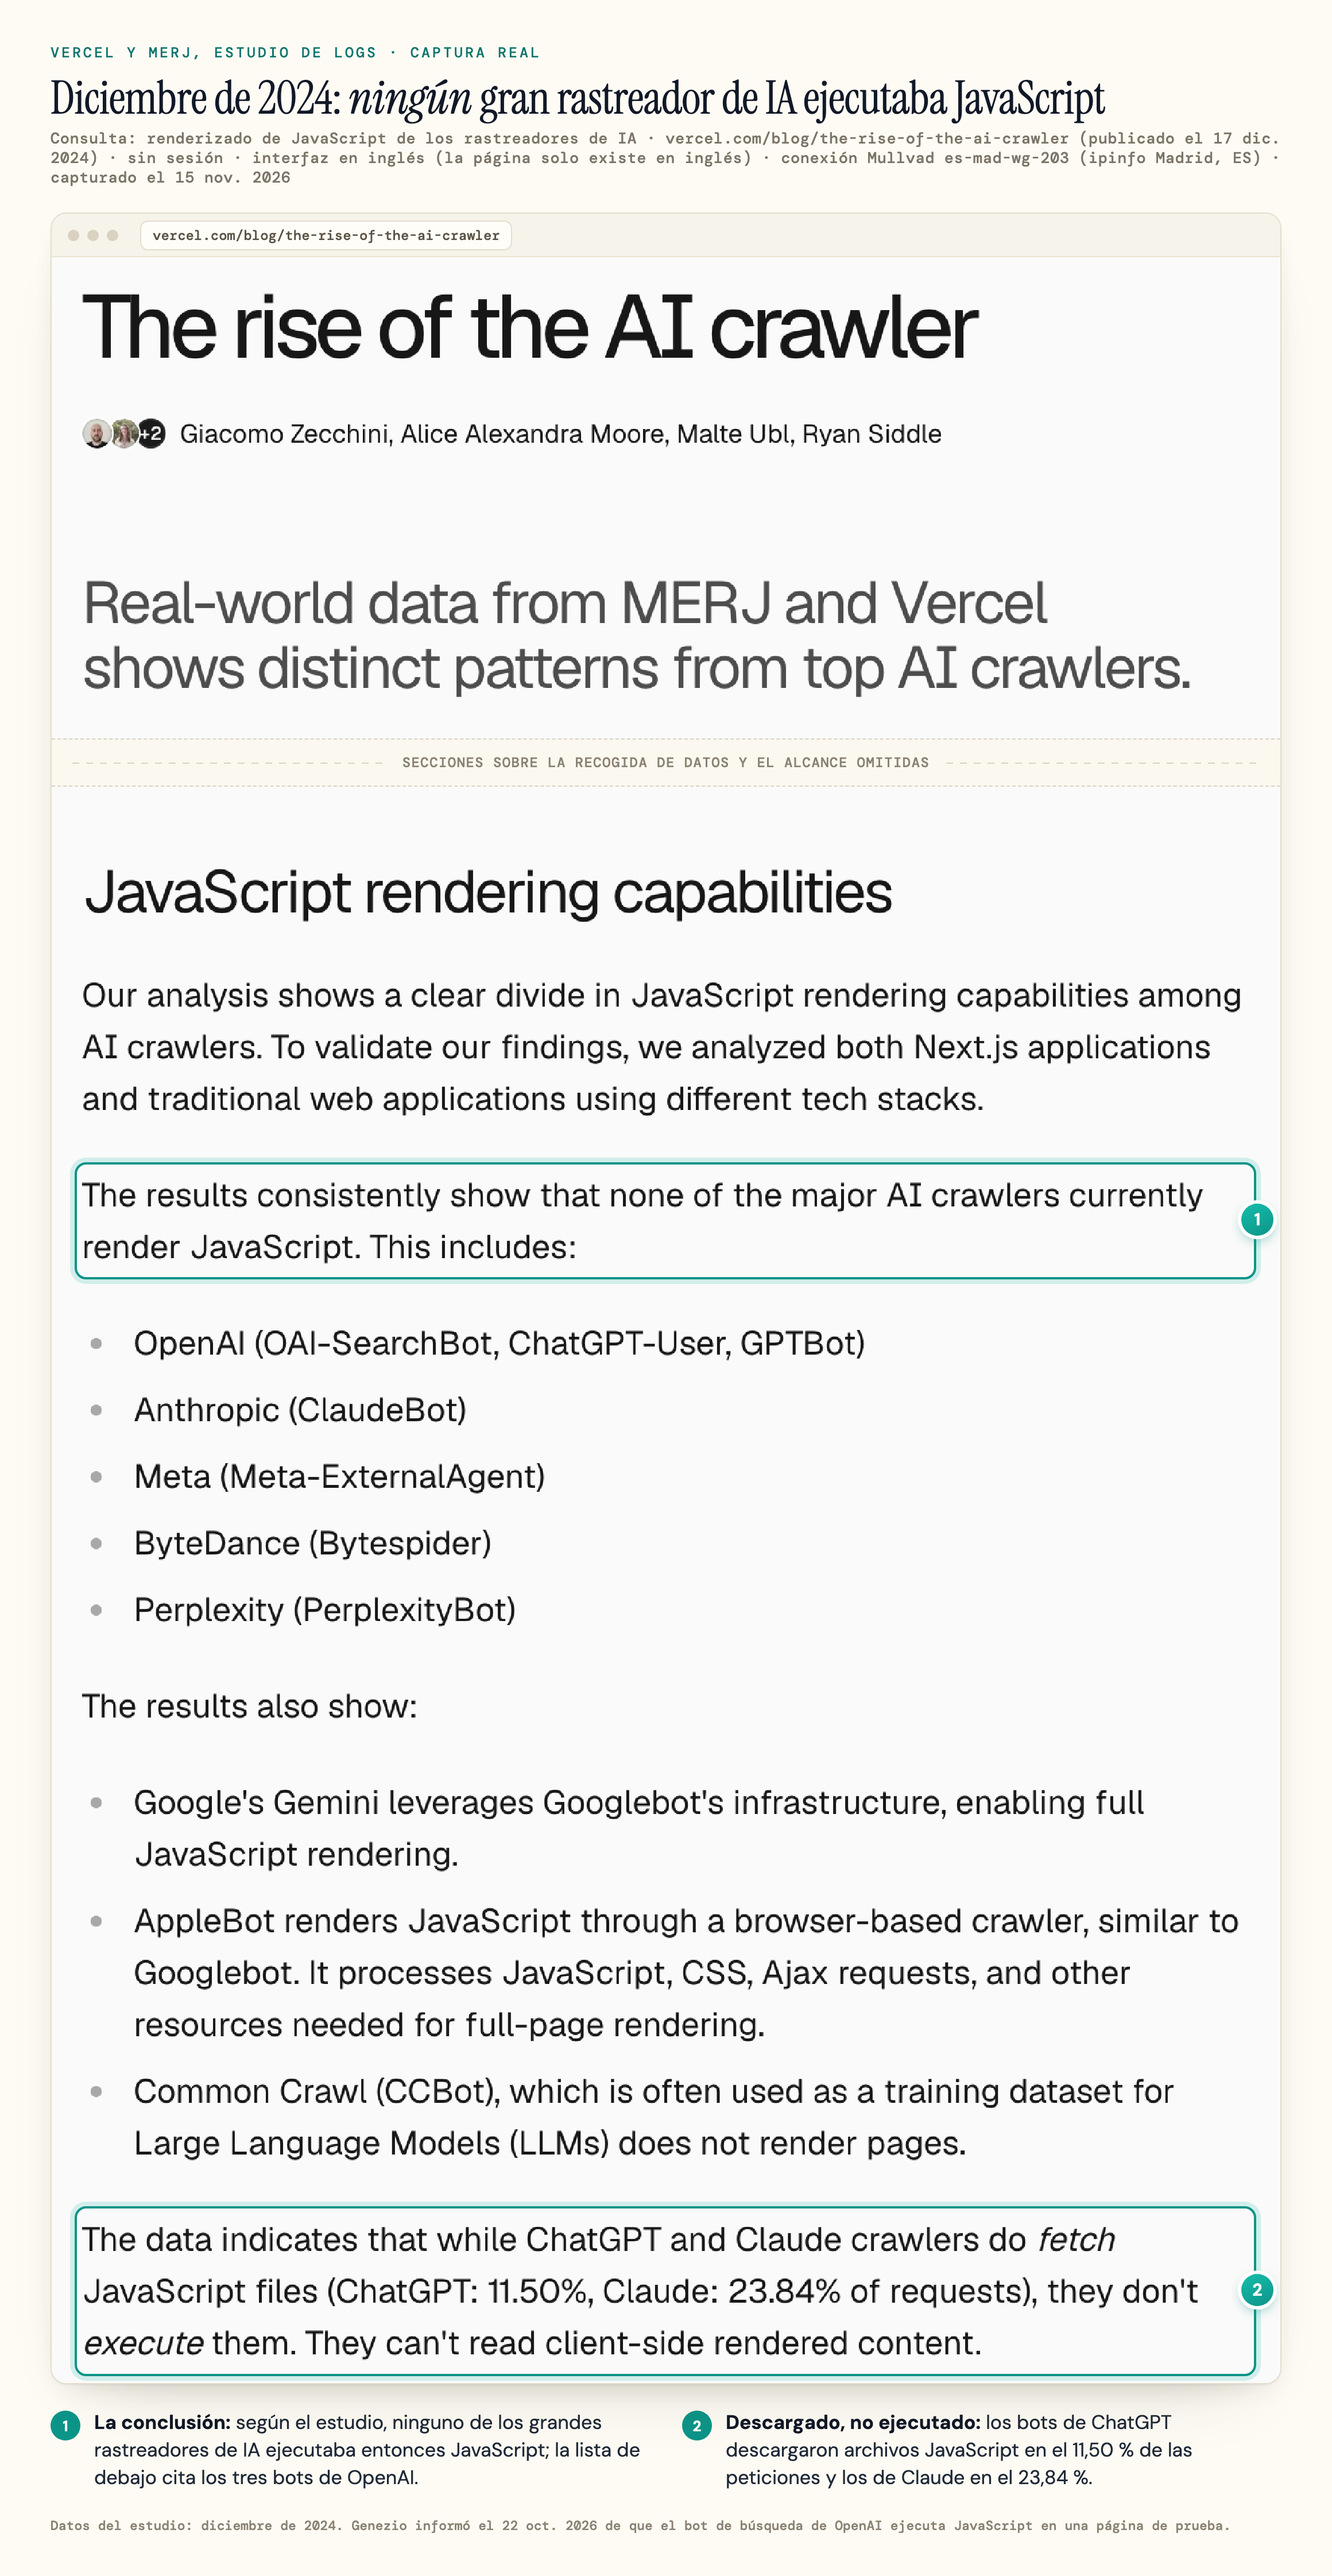 VERCEL Y MERJ, ESTUDIO DE LOGS · CAPTURA REAL
Diciembre de 2024: ningún gran rastreador de IA ejecutaba JavaScript
Consulta: renderizado de JavaScript de los rastreadores de IA · vercel.com/blog/the-rise-of-the-ai-crawler (publicado el 17 dic.
2024) · sin sesión · interfaz en inglés (la página solo existe en inglés) · conexión Mullvad es-mad-wg-203 (ipinfo Madrid, ES) ·
capturado el 15 nov. 2026
vercel.com/blog/the-rise-of-the-ai-crawler
The rise of the AI crawler
+2 Giacomo Zecchini, Alice Alexandra Moore, Malte Ubl, Ryan Siddle
Real-world data from MERJ and Vercel
shows distinct patterns from top AI crawlers.
SECCIONES SOBRE LA RECOGIDA DE DATOS Y EL ALCANCE OMITIDAS
JavaScript rendering capabilities
Our analysis shows a clear divide in JavaScript rendering capabilities among
AI crawlers. To validate our findings, we analyzed both Next.js applications
and traditional web applications using different tech stacks.
The results consistently show that none of the major AI crawlers currently
render JavaScript. This includes:
1
• OpenAI (OAI-SearchBot, ChatGPT-User, GPTBot)
• Anthropic (ClaudeBot)
• Meta (Meta-ExternalAgent)
• ByteDance (Bytespider)
• Perplexity (PerplexityBot)
The results also show:
• Google's Gemini leverages Googlebot's infrastructure, enabling full
JavaScript rendering.
• AppleBot renders JavaScript through a browser-based crawler, similar to
Googlebot. It processes JavaScript, CSS, Ajax requests, and other
resources needed for full-page rendering.
• Common Crawl (CCBot), which is often used as a training dataset for
Large Language Models (LLMs) does not render pages.
The data indicates that while ChatGPT and Claude crawlers do fetch
JavaScript files (ChatGPT: 11.50%, Claude: 23.84% of requests), they don't
execute them. They can't read client-side rendered content.
2
1 La conclusión: según el estudio, ninguno de los grandes
rastreadores de IA ejecutaba entonces JavaScript; la lista de
debajo cita los tres bots de OpenAI.
2 Descargado, no ejecutado: los bots de ChatGPT
descargaron archivos JavaScript en el 11,50 % de las
peticiones y los de Claude en el 23,84 %.
Datos del estudio: diciembre de 2024. Genezio informó el 22 oct. 2026 de que el bot de búsqueda de OpenAI ejecuta JavaScript en una página de prueba.